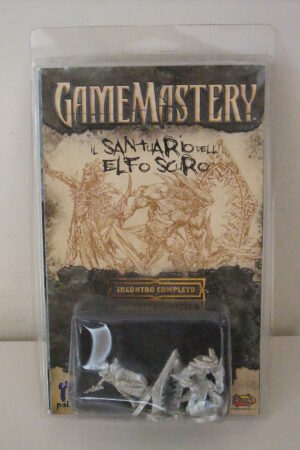 GAMEMASTERY
IL SANTUARIO DELL'
ELFO SCURO
INCONTRO COMPLETO